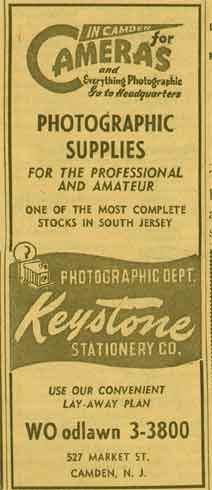 IN CAMDEN for
CAMERAS
and
Everything Photographic
Go to Headquarters
PHOTOGRAPHIC
SUPPLIES
FOR THE PROFESSIONAL
AND AMATEUR
ONE OF THE MOST COMPLETE
STOCKS IN SOUTH JERSEY
PHOTOGRAPHIC DEPT.
Keystone
STATIONERY CO.
USE OUR CONVENIENT
LAY-AWAY PLAN
WO odlawn 3-3800
527 MARKET ST.
CAMDEN, N. J.